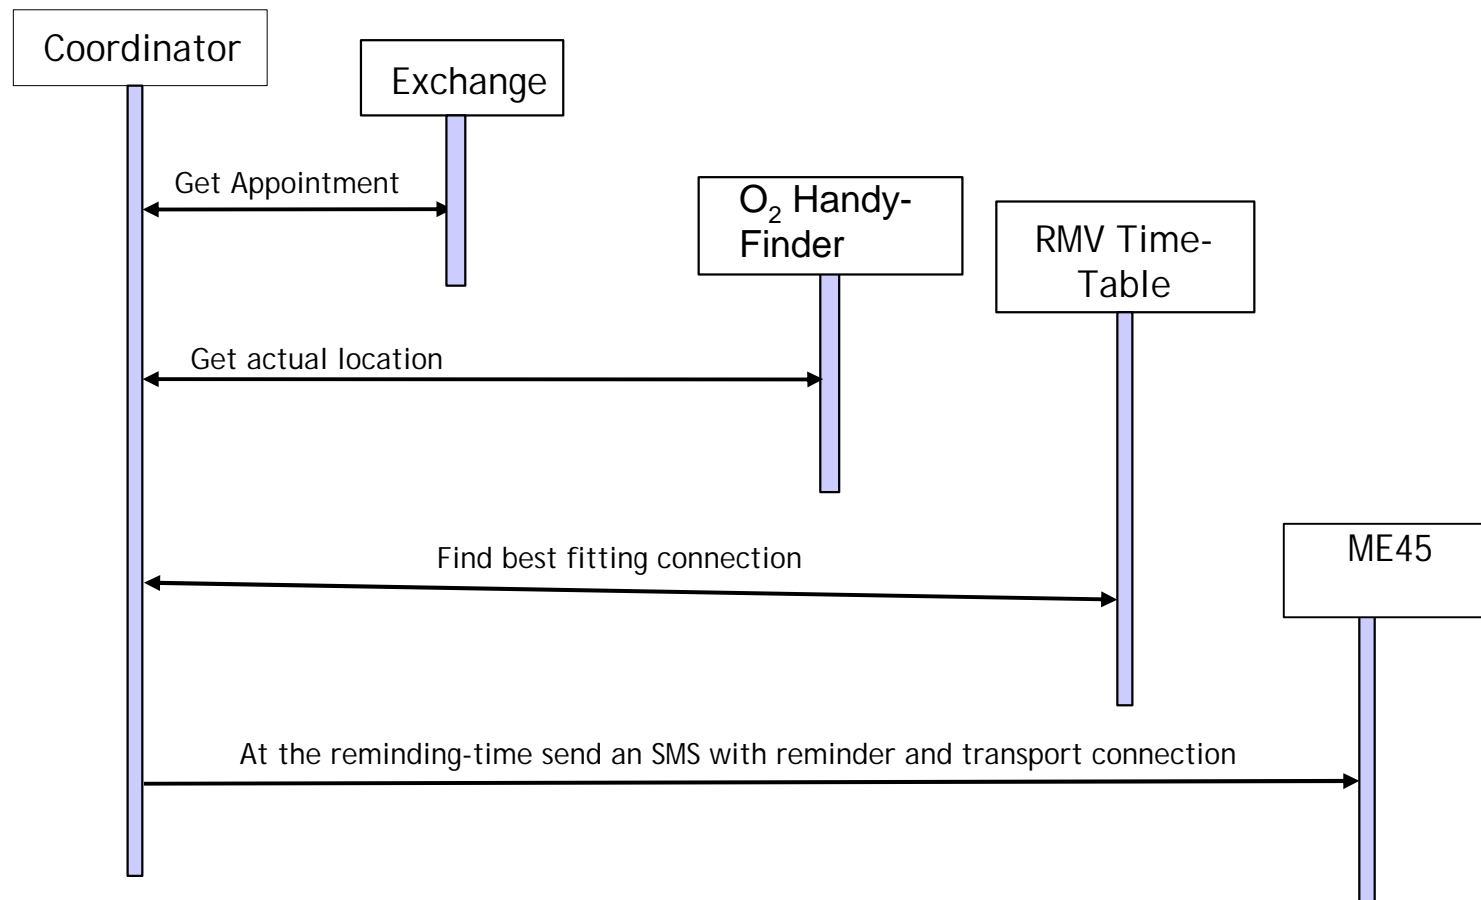 Coordinator
Exchange
Get Appointment
O₂ Handy-
Finder
RMV Time-
Table
Get actual location
Find best fitting connection
ME45
At the reminding-time send an SMS with reminder and transport connection